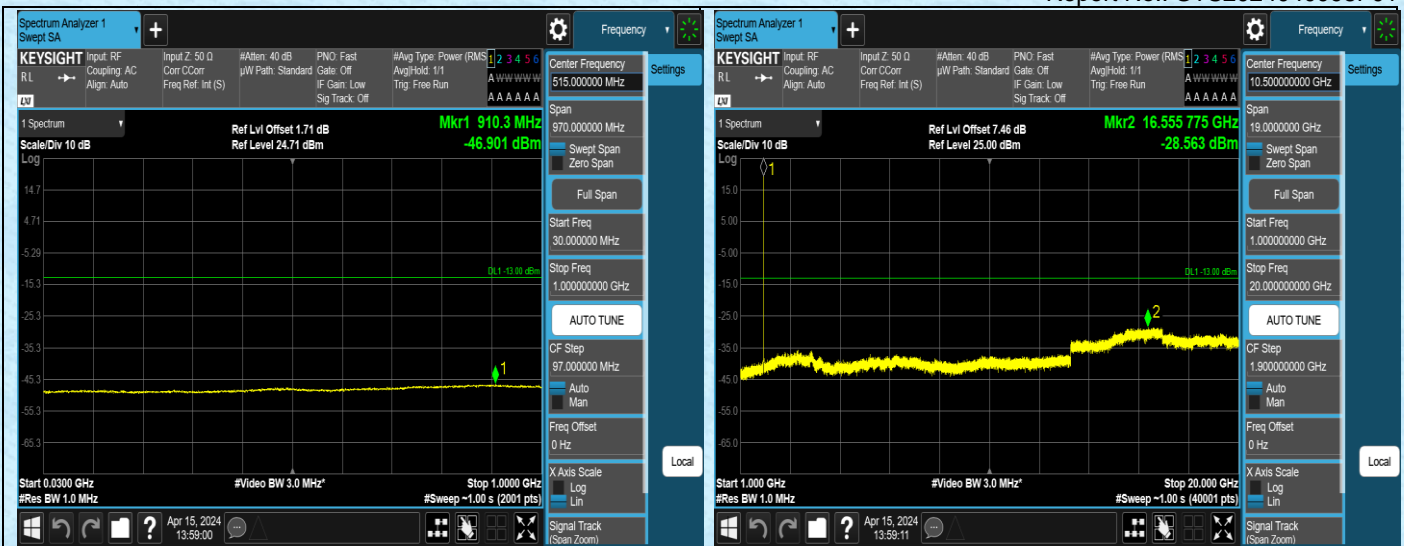 Spectrum Analyzer 1
Swept SA
Frequency
KEYSIGHT
RL
LXI
Input: RF
Coupling: AC
Align: Auto
Input Z: 50 Ω
Corr CCorr
Freq Ref: Int (S)
#Atten: 40 dB
µW Path: Standard
PNO: Fast
Gate: Off
IF Gain: Low
Sig Track: Off
#Avg Type: Power (RMS
Avg|Hold: 1/1
Trig: Free Run
1 2 3 4 5 6
A W W W W W
A A A A A A
Center Frequency
515.000000 MHz
Settings
1 Spectrum
Scale/Div 10 dB
Log
Ref Lvl Offset 1.71 dB
Ref Level 24.71 dBm
Mkr1 910.3 MHz
-46.901 dBm
Span
970.000000 MHz
Swept Span
Zero Span
Full Span
Start Freq
30.000000 MHz
Stop Freq
1.000000000 GHz
AUTO TUNE
CF Step
97.000000 MHz
Auto
Man
Freq Offset
0 Hz
X Axis Scale
Log
Lin
Signal Track
(Span Zoom)
Local
14.7
4.71
-5.29
-15.3
-25.3
-35.3
-45.3
-55.3
-65.3
DL1 -13.00 dBm
1
Start 0.0300 GHz
#Res BW 1.0 MHz
#Video BW 3.0 MHz*
Stop 1.0000 GHz
#Sweep ~1.00 s (2001 pts)
?
Apr 15, 2024
13:59:00
Spectrum Analyzer 1
Swept SA
Frequency
KEYSIGHT
RL
LXI
Input: RF
Coupling: AC
Align: Auto
Input Z: 50 Ω
Corr CCorr
Freq Ref: Int (S)
#Atten: 40 dB
µW Path: Standard
PNO: Fast
Gate: Off
IF Gain: Low
Sig Track: Off
#Avg Type: Power (RMS
Avg|Hold: 1/1
Trig: Free Run
1 2 3 4 5 6
A W W W W W
A A A A A A
Center Frequency
10.500000000 GHz
Settings
1 Spectrum
Scale/Div 10 dB
Log
Ref Lvl Offset 7.46 dB
Ref Level 25.00 dBm
Mkr2 16.555 775 GHz
-28.563 dBm
Span
19.0000000 GHz
Swept Span
Zero Span
Full Span
Start Freq
1.000000000 GHz
Stop Freq
20.000000000 GHz
AUTO TUNE
CF Step
1.900000000 GHz
Auto
Man
Freq Offset
0 Hz
X Axis Scale
Log
Lin
Signal Track
(Span Zoom)
Local
1
15.0
5.00
-5.00
-15.0
-25.0
-35.0
-45.0
-55.0
-65.0
DL1 -13.00 dBm
2
Start 1.000 GHz
#Res BW 1.0 MHz
#Video BW 3.0 MHz*
Stop 20.000 GHz
#Sweep ~1.00 s (40001 pts)
?
Apr 15, 2024
13:59:11